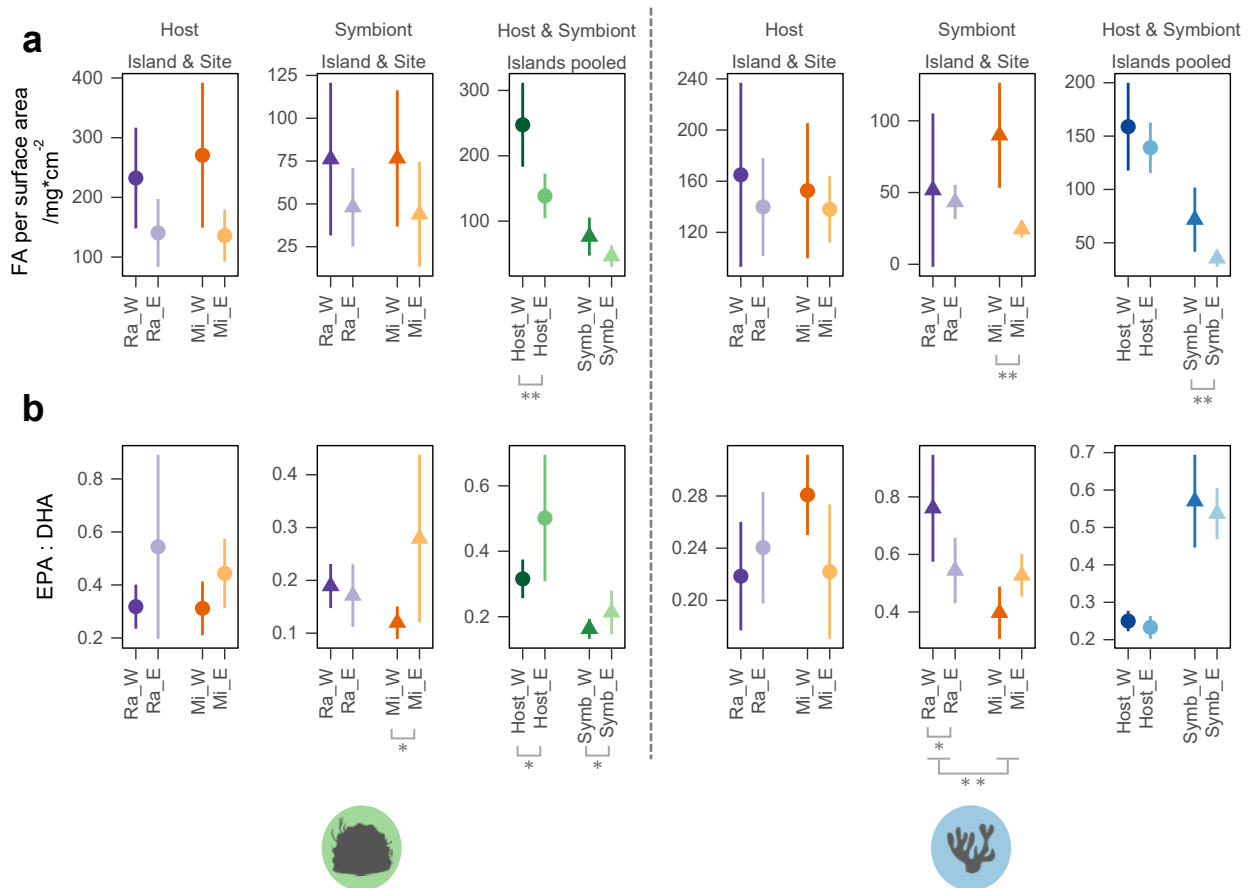 a
Host
Symbiont
Host & Symbiont
Host
Symbiont
Host & Symbiont
Island & Site
Island & Site
Islands pooled
Island & Site
Island & Site
Islands pooled
FA per surface area
/mg*cm⁻²
400
300
200
100
Ra_W
Ra_E
Mi_W
Mi_E
125
100
75
50
25
Ra_W
Ra_E
Mi_W
Mi_E
300
200
100
Host_W
Host_E
Symb_W
Symb_E
**
240
200
160
120
Ra_W
Ra_E
Mi_W
Mi_E
100
50
0
Ra_W
Ra_E
Mi_W
Mi_E
**
200
150
100
50
Host_W
Host_E
Symb_W
Symb_E
**
b
EPA : DHA
0.8
0.6
0.4
0.2
Ra_W
Ra_E
Mi_W
Mi_E
0.4
0.3
0.2
0.1
Ra_W
Ra_E
Mi_W
Mi_E
*
0.6
0.4
0.2
Host_W
Host_E
Symb_W
Symb_E
*
*
0.28
0.24
0.20
Ra_W
Ra_E
Mi_W
Mi_E
0.8
0.6
0.4
Ra_W
Ra_E
Mi_W
Mi_E
*
**
0.7
0.6
0.5
0.4
0.3
0.2
Host_W
Host_E
Symb_W
Symb_E